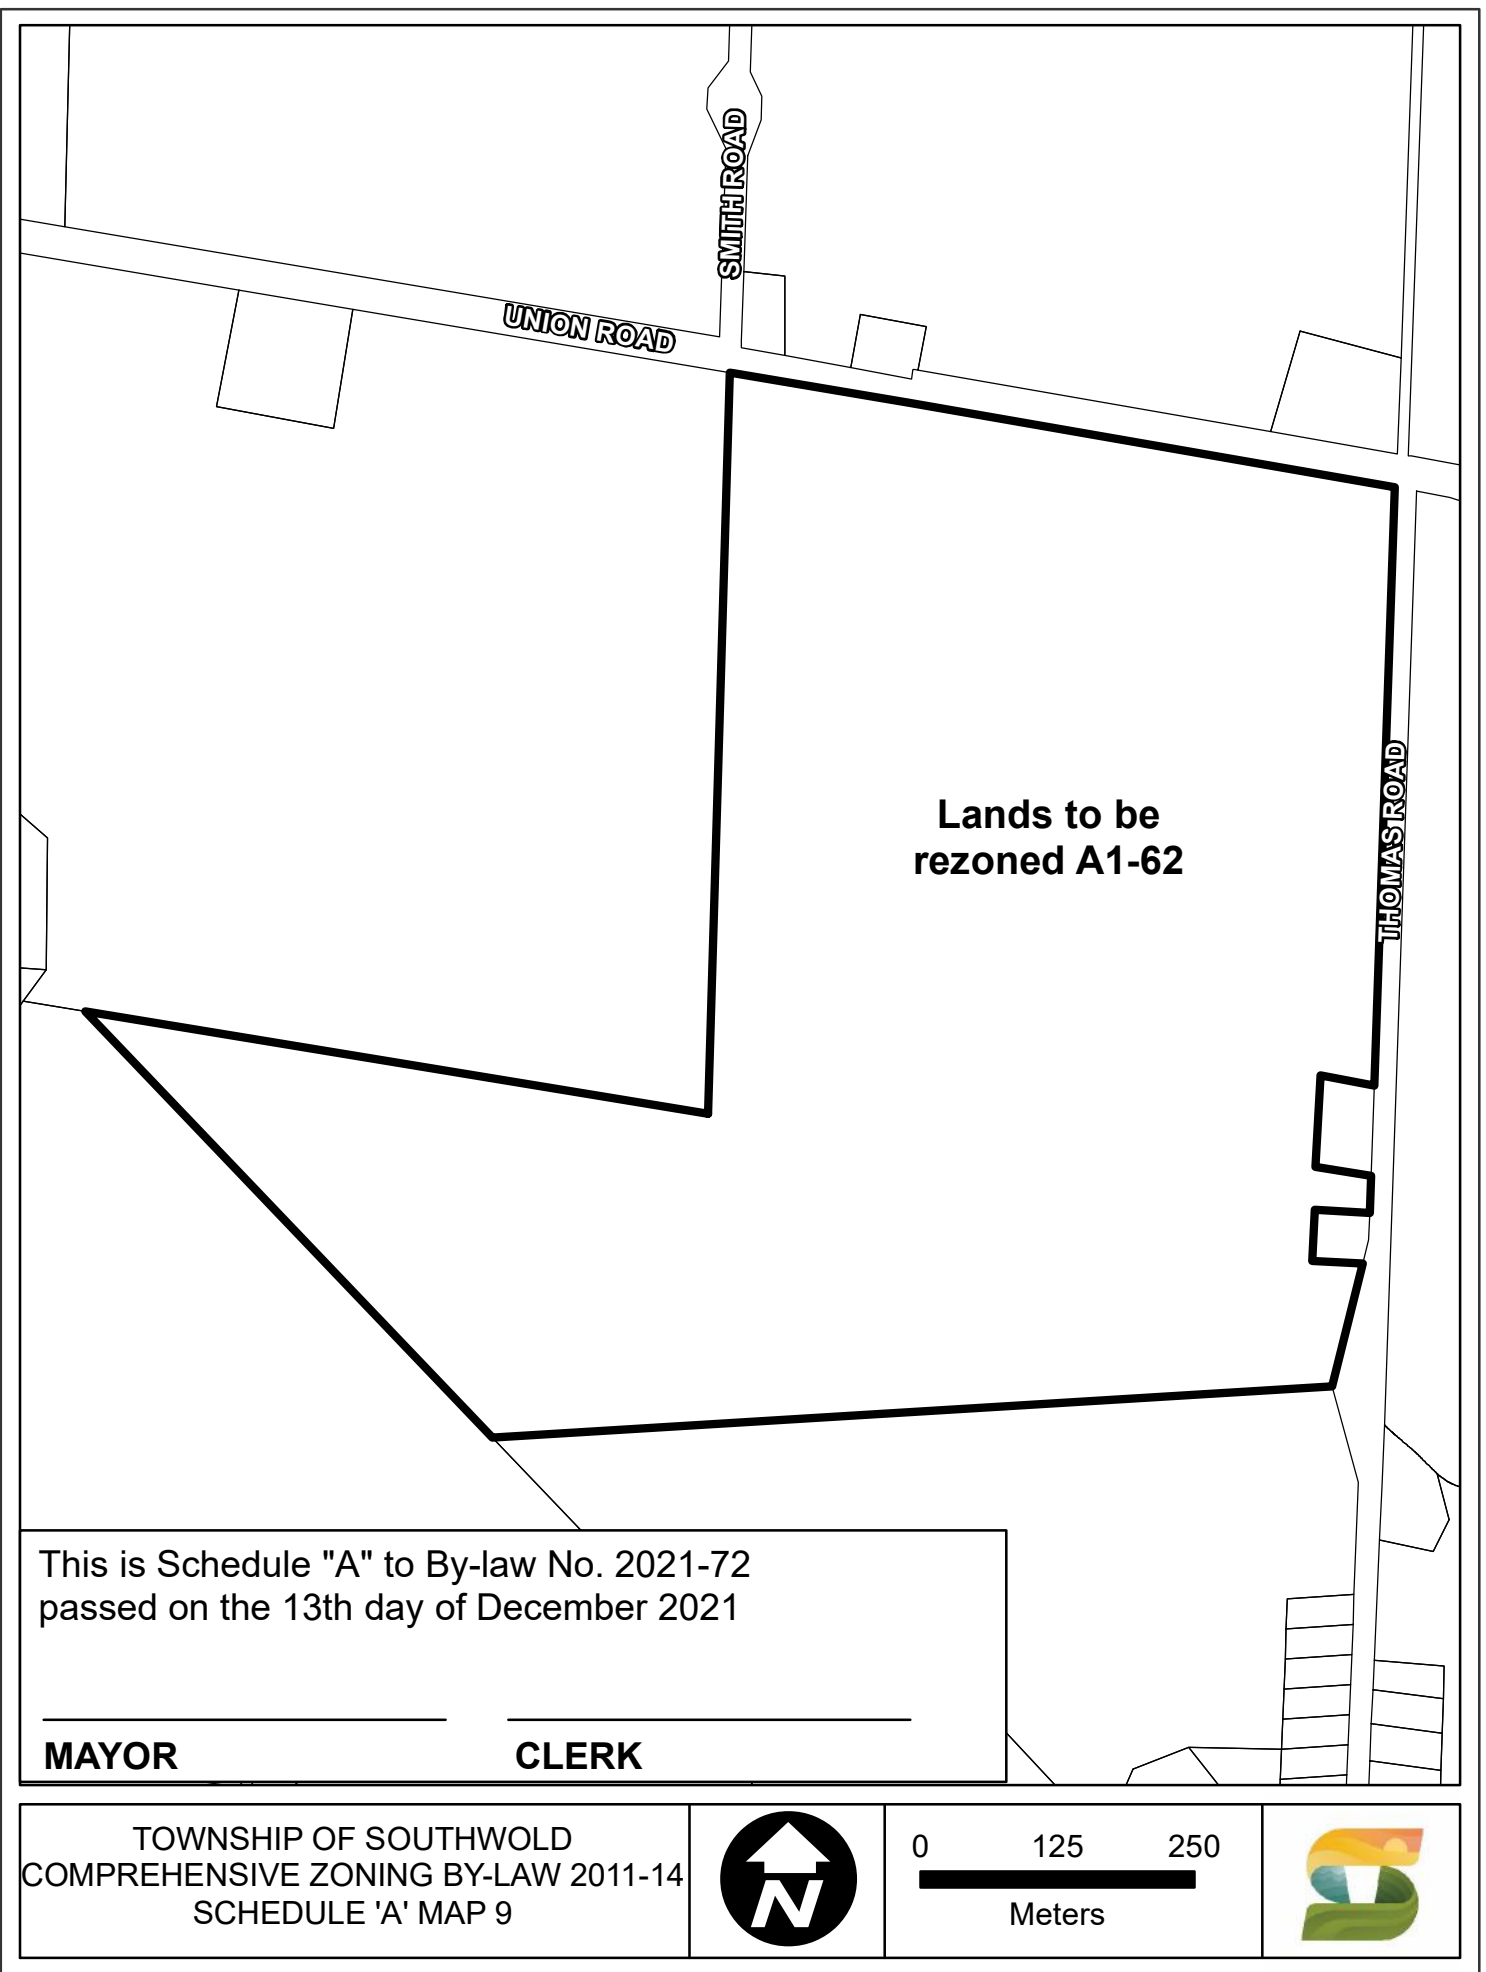 SMITH ROAD
UNION ROAD
Lands to be
rezoned A1-62
THOMAS ROAD
This is Schedule "A" to By-law No. 2021-72
passed on the 13th day of December 2021
MAYOR
CLERK
TOWNSHIP OF SOUTHWOLD
COMPREHENSIVE ZONING BY-LAW 2011-14
SCHEDULE 'A' MAP 9
N
0 125 250
Meters